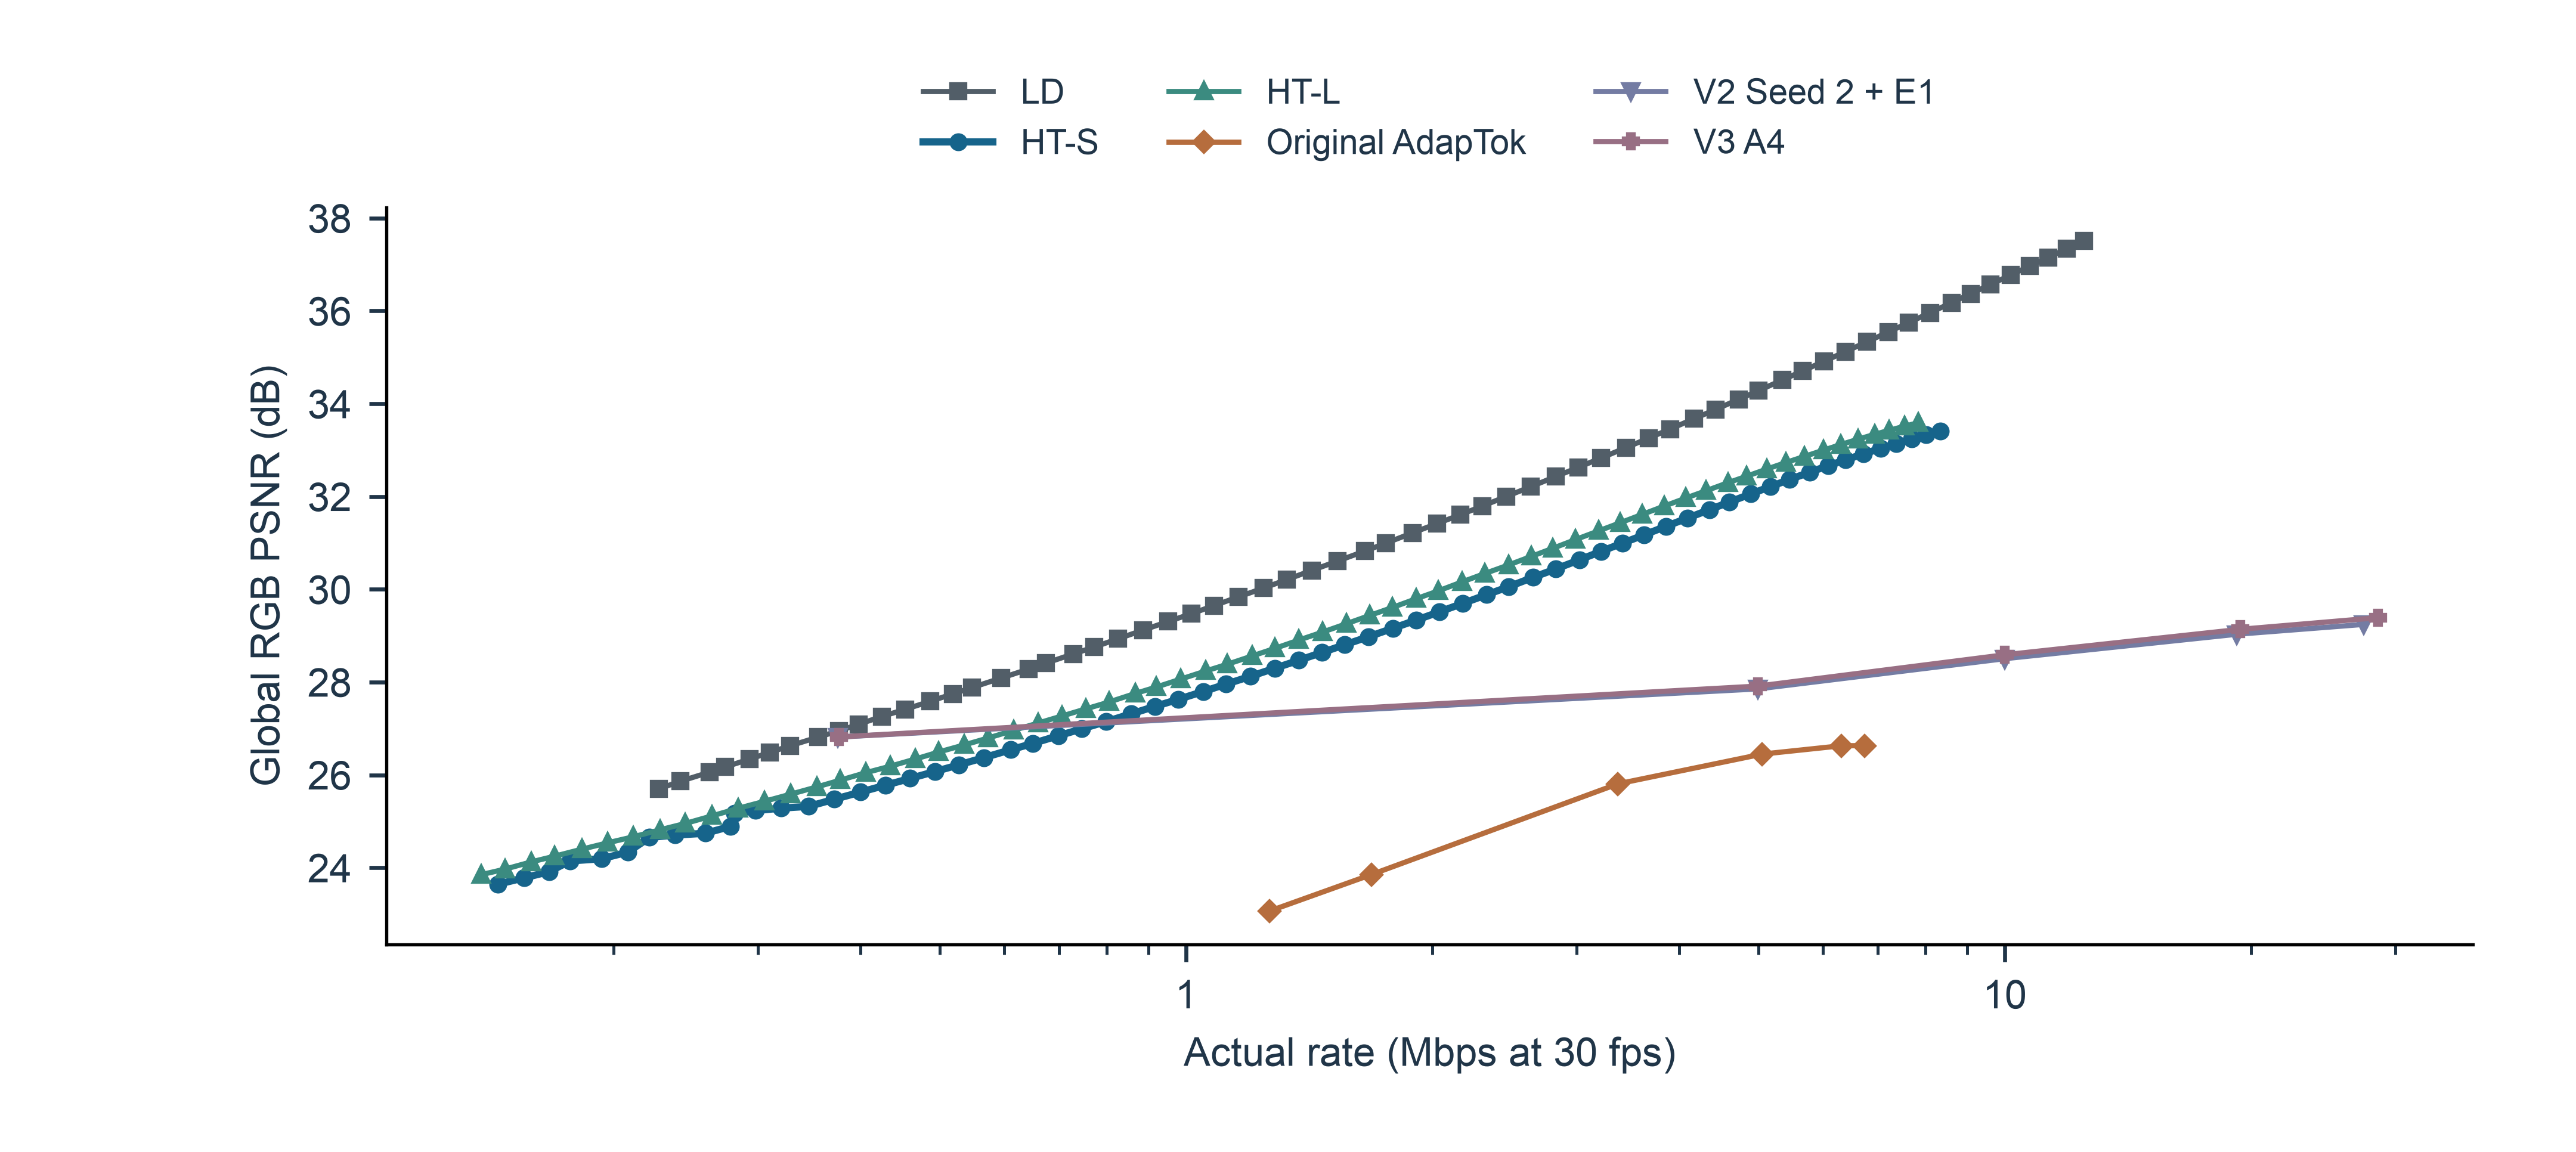 LD HT-L V2 Seed 2 + E1
HT-S Original AdapTok V3 A4
38
36
34
32
30
28
26
24
Global RGB PSNR (dB)
1 10
Actual rate (Mbps at 30 fps)